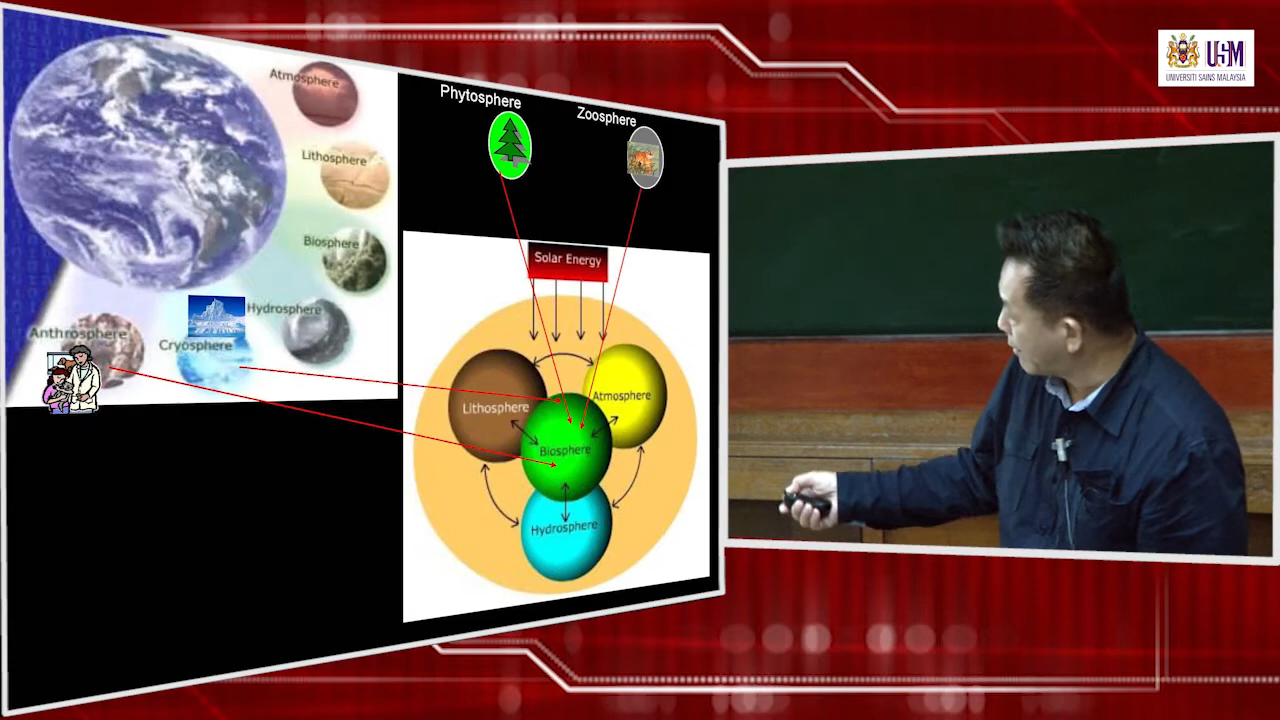 Atmosphere
Lithosphere
Biosphere
Hydrosphere
Cryosphere
Anthrosphere
Phytosphere
Zoosphere
Solar Energy
Lithosphere
Atmosphere
Biosphere
Hydrosphere
USM
UNIVERSITI SAINS MALAYSIA